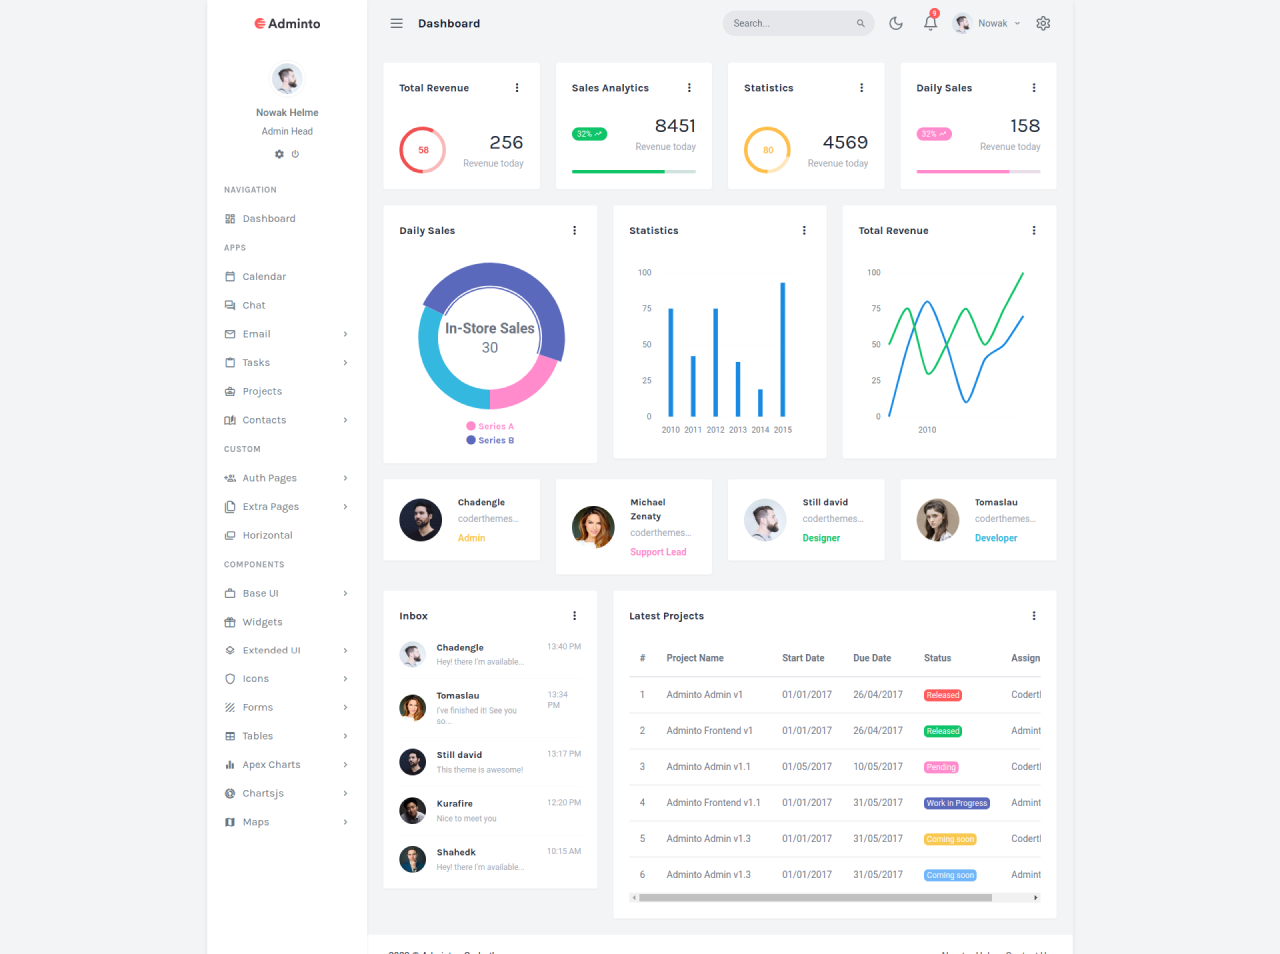 Adminto
Dashboard
Search...
9
Nowak
Nowak Helme
Admin Head
NAVIGATION
Dashboard
APPS
Calendar
Chat
Email
Tasks
Projects
Contacts
CUSTOM
Auth Pages
Extra Pages
Horizontal
COMPONENTS
Base UI
Widgets
Extended UI
Icons
Forms
Tables
Apex Charts
Chartsjs
Maps
Total Revenue
58
256
Revenue today
Sales Analytics
32%
8451
Revenue today
Statistics
80
4569
Revenue today
Daily Sales
32%
158
Revenue today
Daily Sales
In-Store Sales
30
Series A
Series B
Statistics
100
75
50
25
0
2010 2011 2012 2013 2014 2015
Total Revenue
100
75
50
25
0
2010
Chadengle
coderthemes...
Admin
Michael
Zenaty
coderthemes...
Support Lead
Still david
coderthemes...
Designer
Tomaslau
coderthemes...
Developer
Inbox
Chadengle 13:40 PM
Hey! there I'm available...
Tomaslau 13:34
PM
I've finished it! See you
so...
Still david 13:17 PM
This theme is awesome!
Kurafire 12:20 PM
Nice to meet you
Shahedk 10:15 AM
Hey! there I'm available...
Latest Projects
# Project Name Start Date Due Date Status Assign
1 Adminto Admin v1 01/01/2017 26/04/2017 Released
2 Adminto Frontend v1 01/01/2017 26/04/2017 Released Admint
3 Adminto Admin v1.1 01/05/2017 10/05/2017 Pending
4 Adminto Frontend v1.1 01/01/2017 31/05/2017 Work in Progress Admint
5 Adminto Admin v1.3 01/01/2017 31/05/2017 Coming soon
6 Adminto Admin v1.3 01/01/2017 31/05/2017 Coming soon Admint